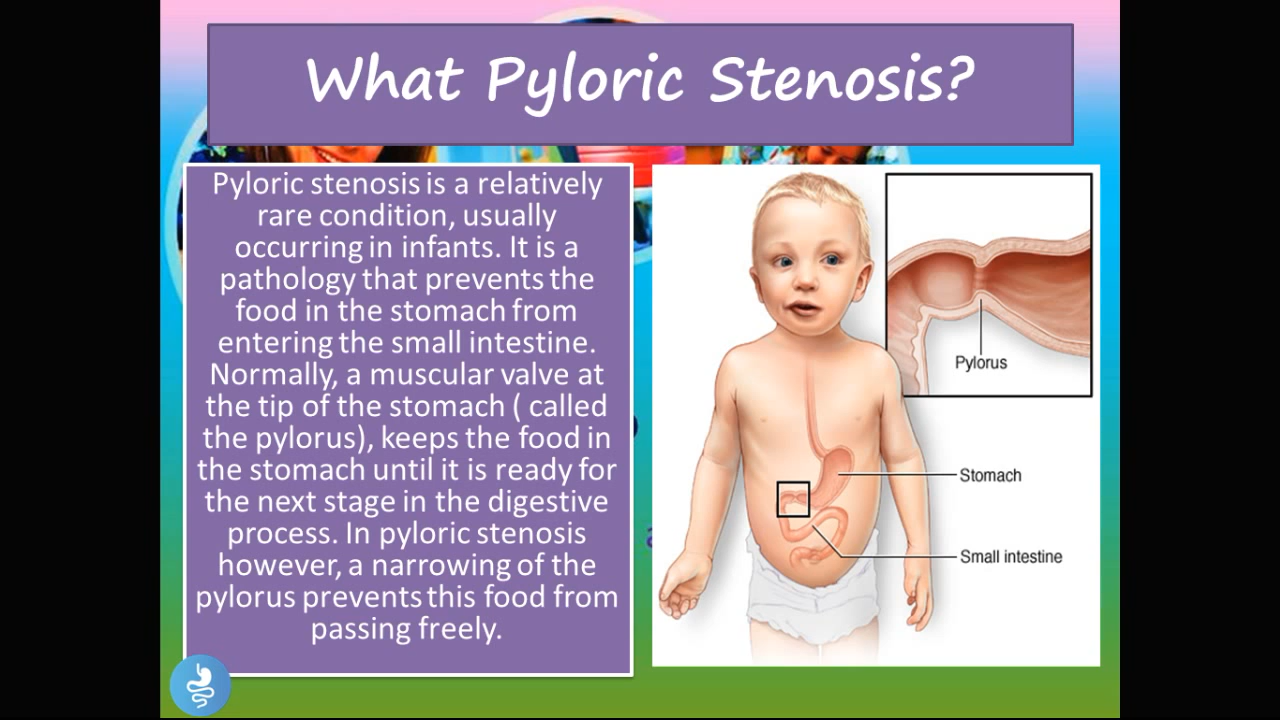 What Pyloric Stenosis?
Pyloric stenosis is a relatively
rare condition, usually
occurring in infants. It is a
pathology that prevents the
food in the stomach from
entering the small intestine.
Normally, a muscular valve at
the tip of the stomach ( called
the pylorus), keeps the food in
the stomach until it is ready for
the next stage in the digestive
process. In pyloric stenosis
however, a narrowing of the
pylorus prevents this food from
passing freely.
Pylorus
Stomach
Small intestine